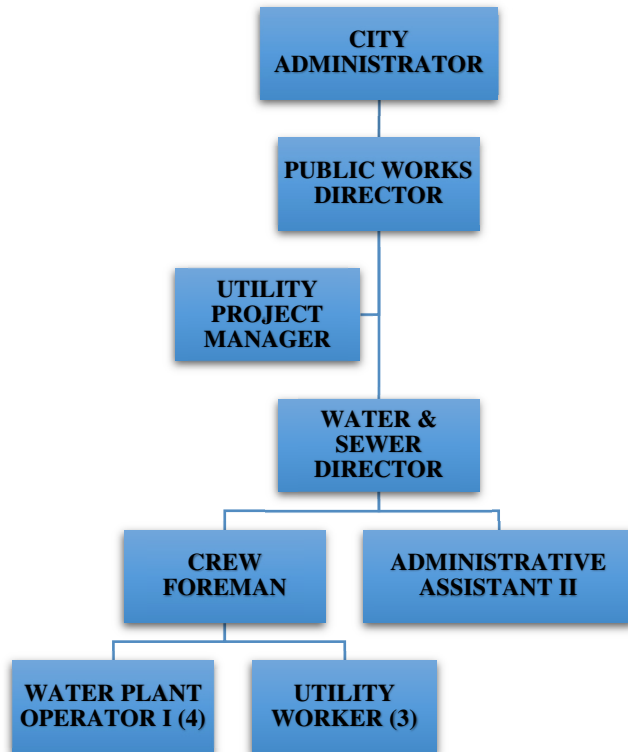 CITY
ADMINISTRATOR
PUBLIC WORKS
DIRECTOR
UTILITY
PROJECT
MANAGER
WATER &
SEWER
DIRECTOR
CREW
FOREMAN
ADMINISTRATIVE
ASSISTANT II
WATER PLANT
OPERATOR I (4)
UTILITY
WORKER (3)